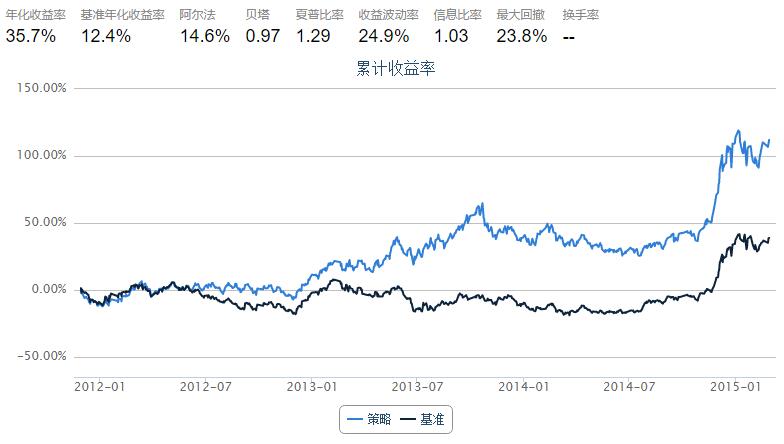 年化收益率 基准年化收益率 阿尔法 贝塔 夏普比率 收益波动率 信息比率 最大回撤 换手率
35.7% 12.4% 14.6% 0.97 1.29 24.9% 1.03 23.8% --
累计收益率
150.00%
100.00%
50.00%
0.00%
-50.00%
2012-01 2012-07 2013-01 2013-07 2014-01 2014-07 2015-01
策略 基准